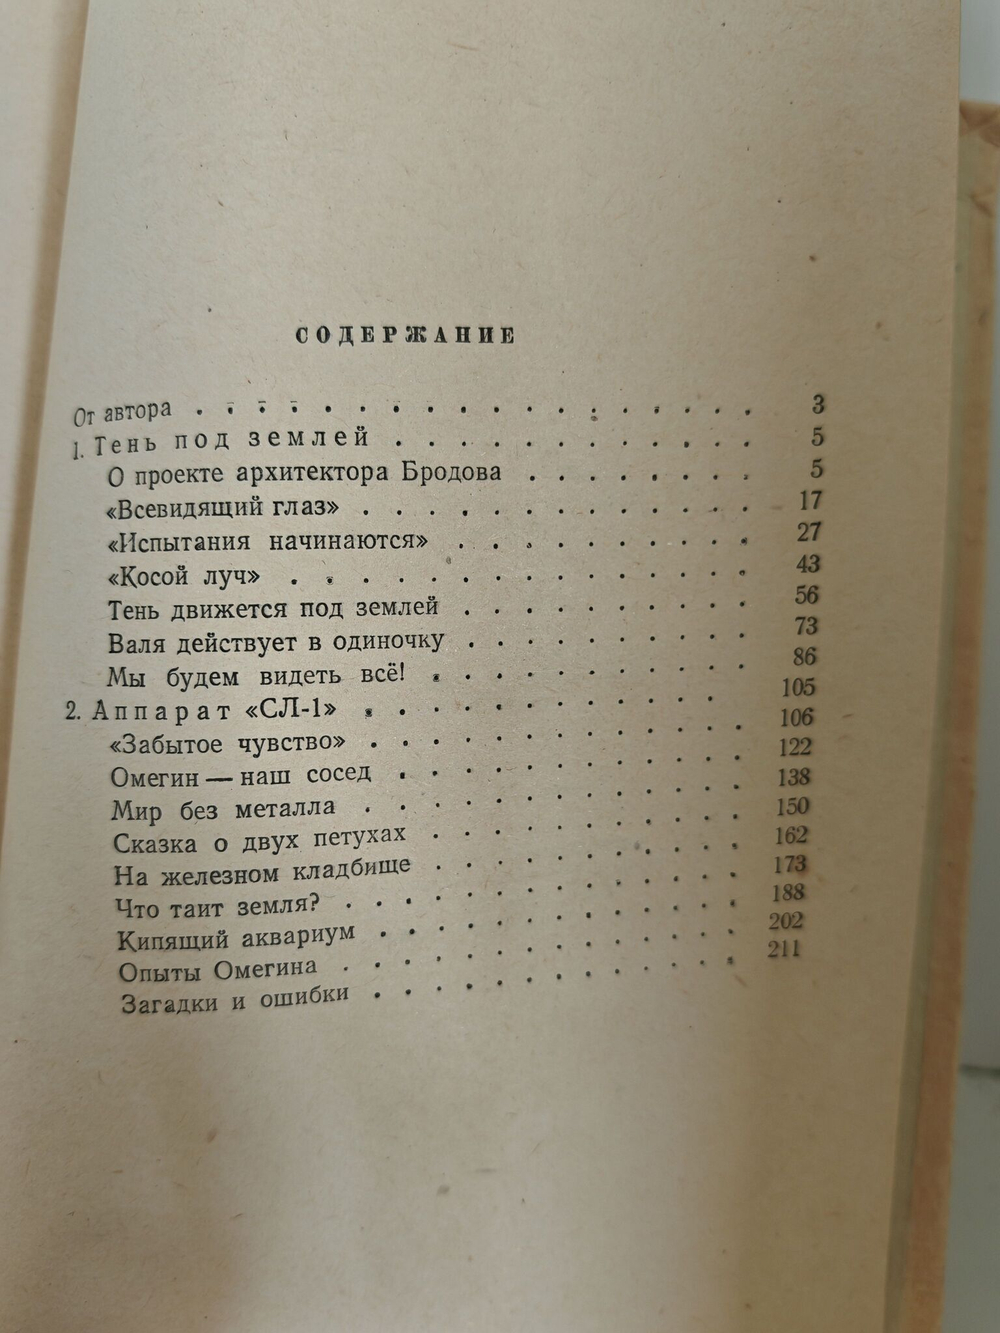 СОДЕРЖАНИЕ
От автора . . . . . . . . . . . . . . . . . 3
1. Тень под землей . . . . . . . . . . . 5
О проекте архитектора Бродова . . . . . . . 5
«Всевидящий глаз» . . . . . . . . . . . . 17
«Испытания начинаются» . . . . . . . . . 27
«Косой луч» . . . . . . . . . . . . . . 43
Тень движется под землей . . . . . . . . . 56
Валя действует в одиночку . . . . . . . . . 73
Мы будем видеть всё! . . . . . . . . . . 86
2. Аппарат «СЛ-1» . . . . . . . . . . . 105
«Забытое чувство» . . . . . . . . . . . . 106
Омегин — наш сосед . . . . . . . . . . . 122
Мир без металла . . . . . . . . . . . . 138
Сказка о двух петухах . . . . . . . . . . 150
На железном кладбище . . . . . . . . . . 162
Что таит земля? . . . . . . . . . . . . . 173
Кипящий аквариум . . . . . . . . . . . . 188
Опыты Омегина . . . . . . . . . . . . . 202
Загадки и ошибки . . . . . . . . . . . . 211